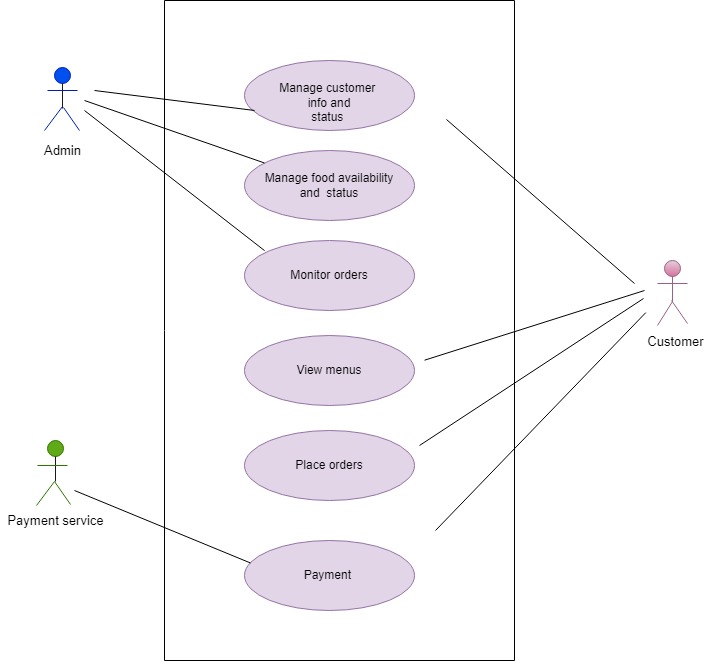 Manage customer
info and
status
Admin
Manage food availability
and status
Monitor orders
Customer
View menus
Place orders
Payment service
Payment